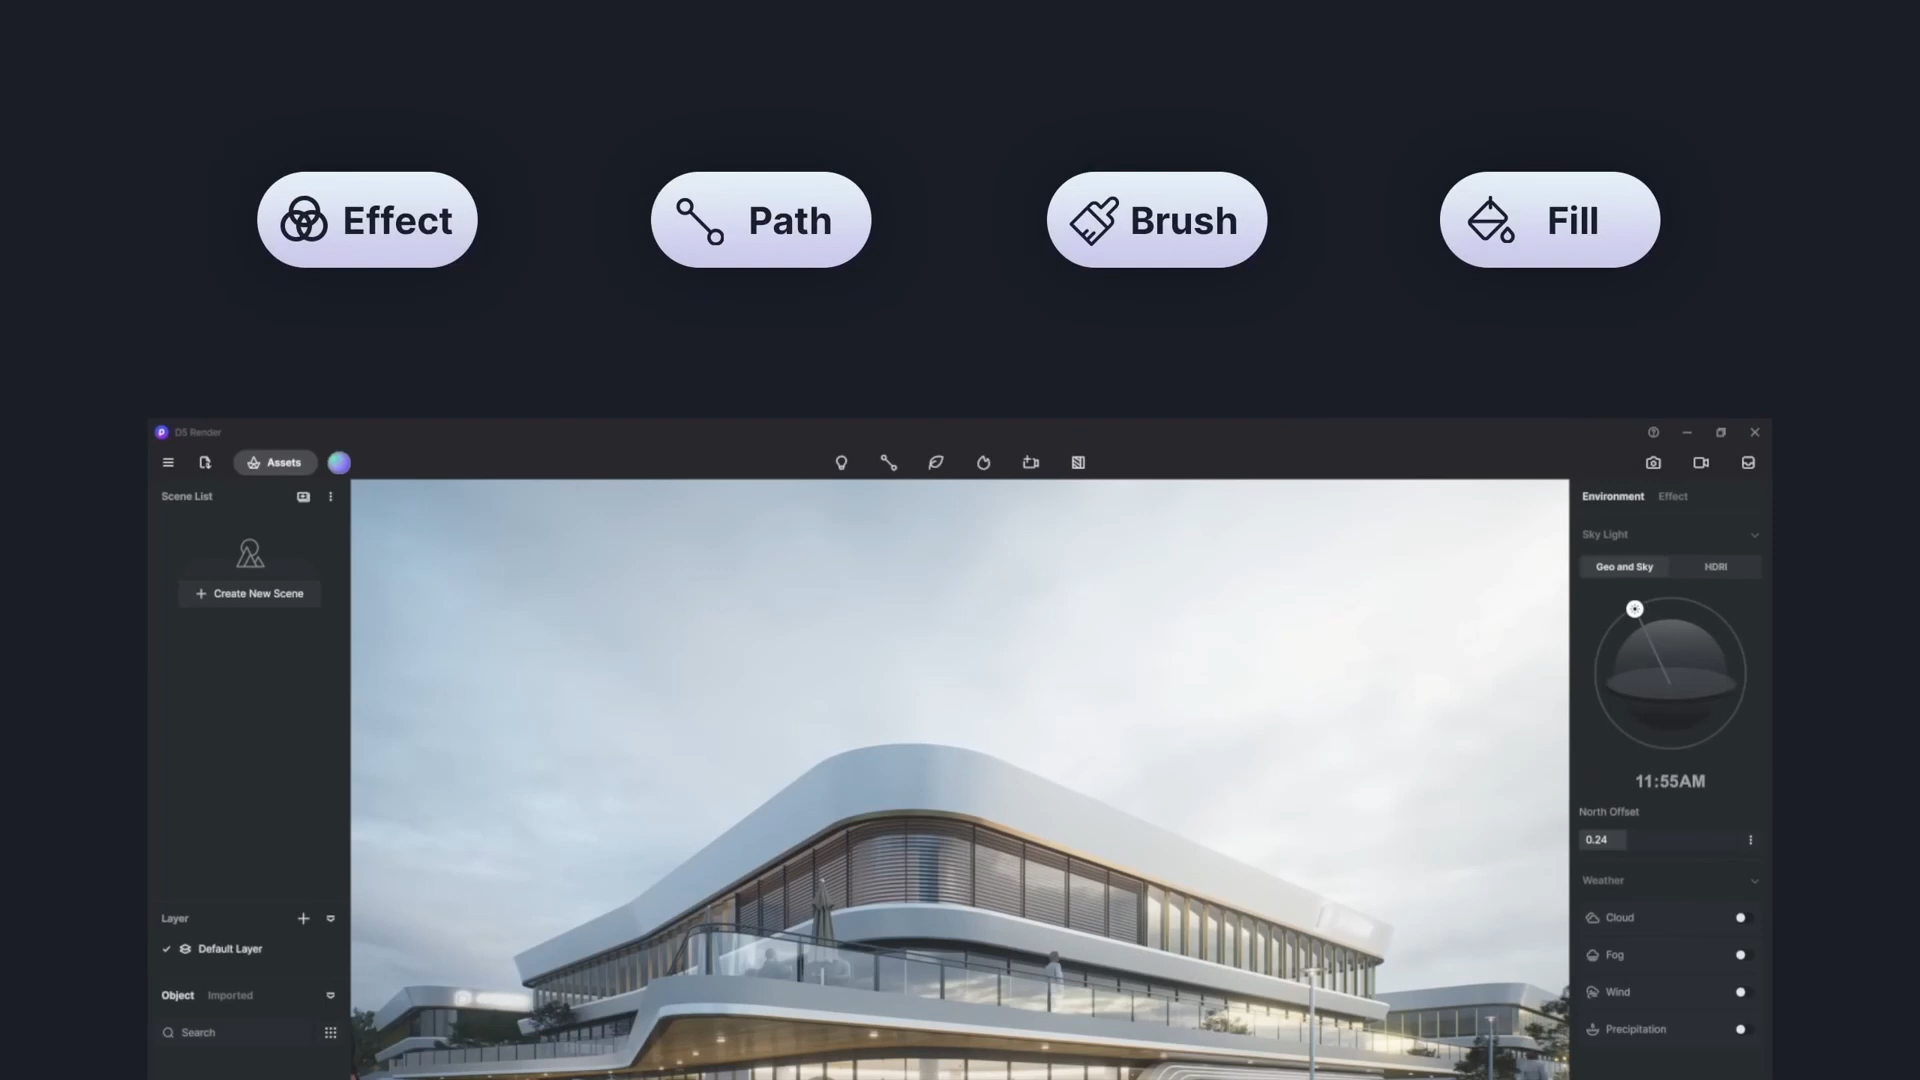 Effect
Path
Brush
Fill
D5 Render
Assets
Scene List
Create New Scene
Layer
Default Layer
Object Imported
Search
Environment Effect
Sky Light
Geo and Sky HDRI
11:55AM
North Offset
0.24
Weather
Cloud
Fog
Wind
Precipitation